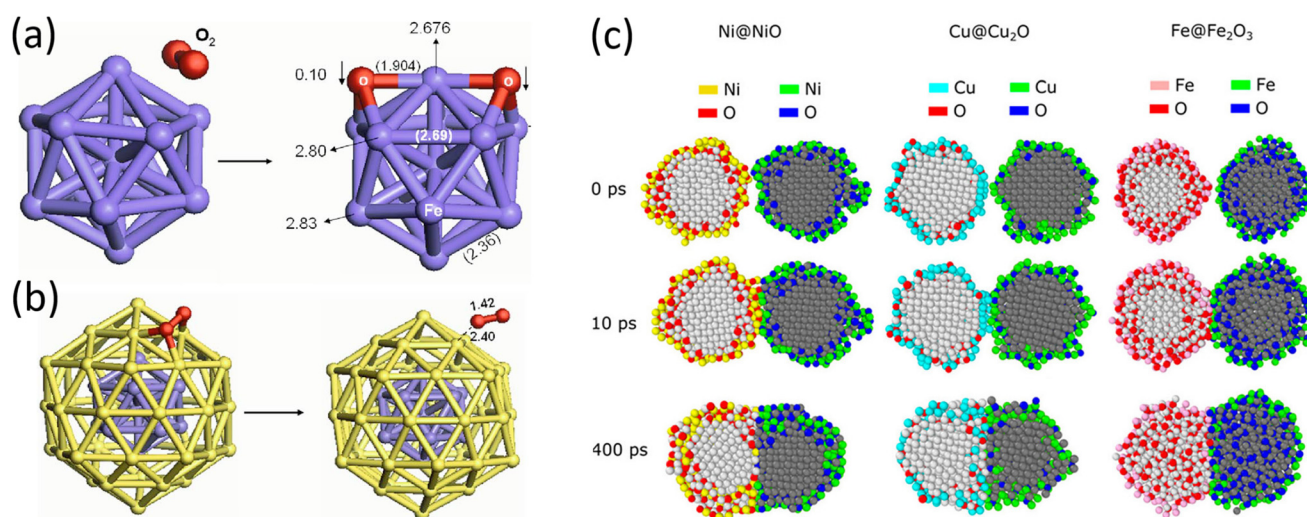 (a)
O2
2.676
0.10
(1.904)
O
O
(2.69)
2.80
Fe
2.83
(2.36)
(b)
1.42
2.40
(c)
Ni@NiO
Cu@Cu2O
Fe@Fe2O3
Ni Ni Cu Cu Fe Fe
O O O O O O
0 ps
10 ps
400 ps